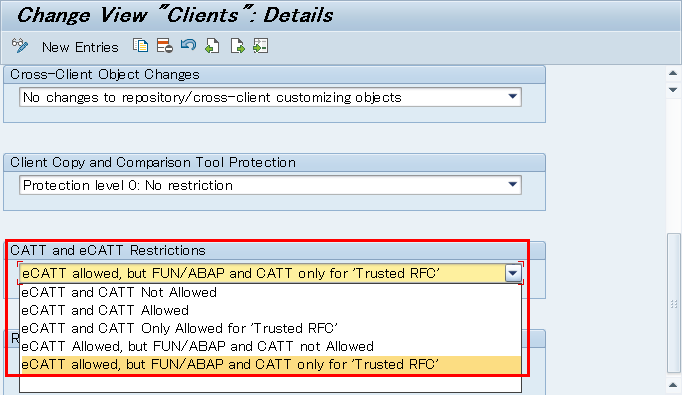 Change View "Clients": Details
New Entries
Cross-Client Object Changes
No changes to repository/cross-client customizing objects
Client Copy and Comparison Tool Protection
Protection level 0: No restriction
CATT and eCATT Restrictions
eCATT allowed, but FUN/ABAP and CATT only for 'Trusted RFC'
eCATT and CATT Not Allowed
eCATT and CATT Allowed
eCATT and CATT Only Allowed for 'Trusted RFC'
eCATT Allowed, but FUN/ABAP and CATT not Allowed
eCATT allowed, but FUN/ABAP and CATT only for 'Trusted RFC'